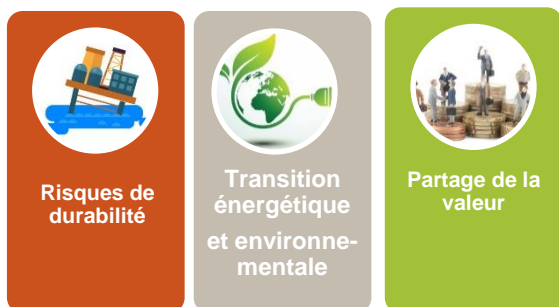 Risques de
durabilité
Transition
énergétique
et environne-
mentale
Partage de la
valeur